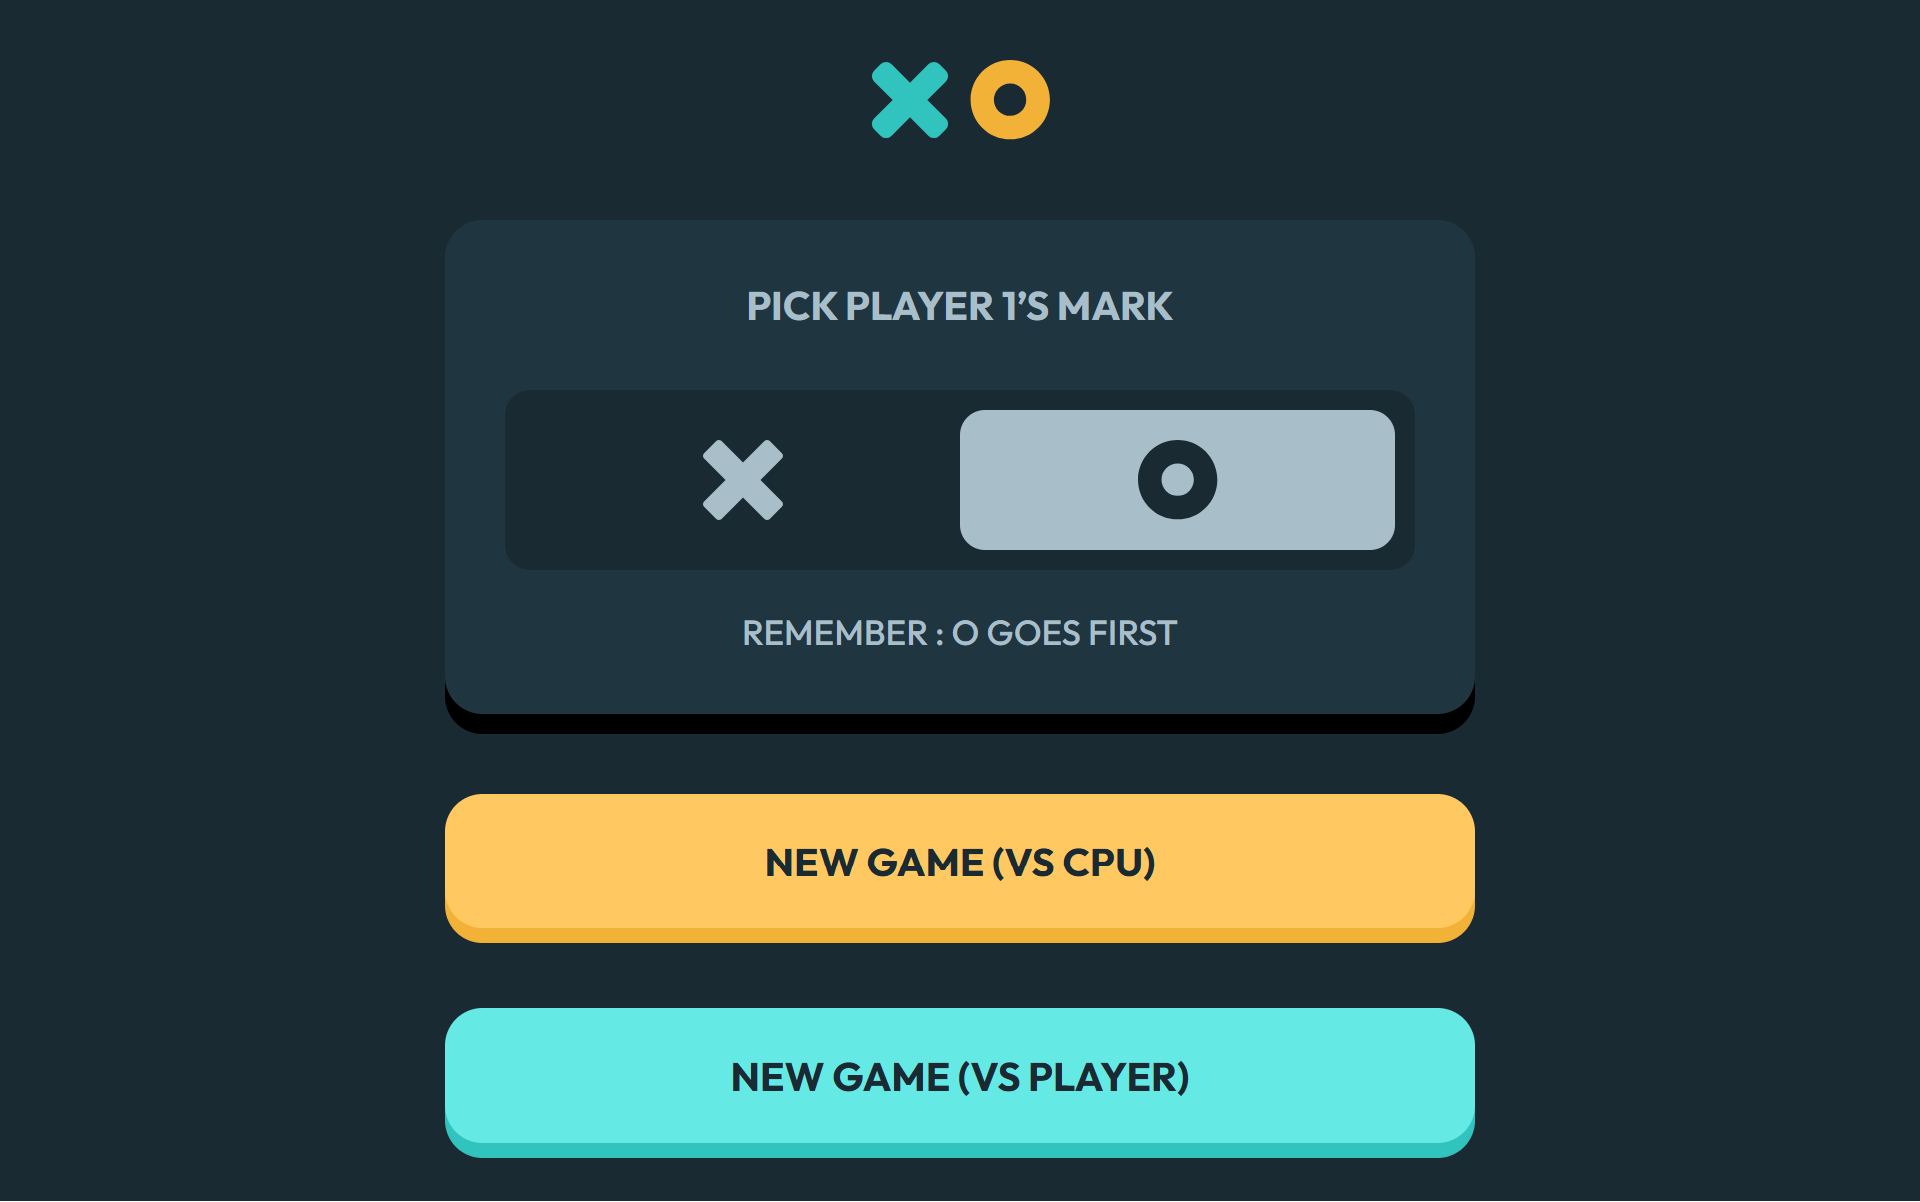 PICK PLAYER 1’S MARK
REMEMBER : O GOES FIRST
NEW GAME (VS CPU)
NEW GAME (VS PLAYER)